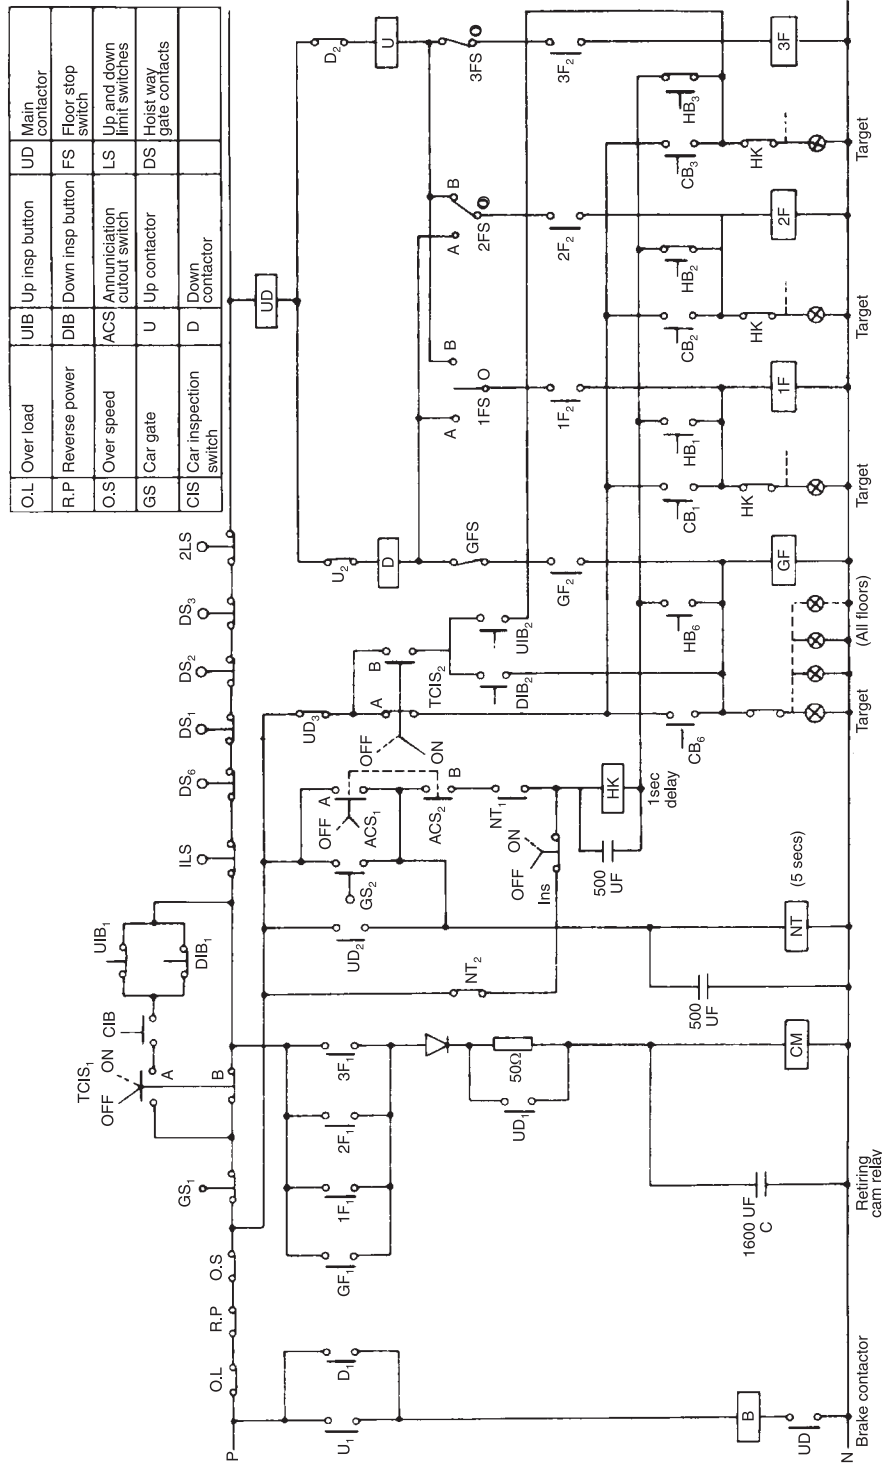 O.L Over load UIB Up insp button UD Main contactor
R.P Reverse power DIB Down insp button FS Floor stop switch
O.S Over speed ACS Annuniciation cutout switch LS Up and down limit switches
GS Car gate U Up contactor DS Hoist way gate contacts
CIS Car inspection switch D Down contactor
P
O.L
R.P
O.S
GS1
TCIS1
OFF
ON
A
B
CIB
UIB1
DIB1
ILS
DS6
DS1
DS2
DS3
2LS
UD
U1
D1
GF1
1F1
2F1
3F1
UD1
50Ω
NT2
UD2
GS2
OFF
A
ACS1
ACS2
B
NT1
OFF
ON
Ins
500
UF
HK
1sec
delay
UD3
OFF
ON
A
B
TCIS2
DIB2
UIB2
U2
D
GFS
GF2
A
B
1FS
O
1F2
A
B
2FS
2F2
D2
U
3FS
3F2
CB6
HB6
CB1
HB1
HK
CB2
HB2
HK
CB3
HB3
HK
B
UD
1600 UF
C
CM
500
UF
NT
(5 secs)
GF
1F
2F
3F
N
Brake contactor
Retiring
cam relay
Target
(All floors)
Target
Target
Target